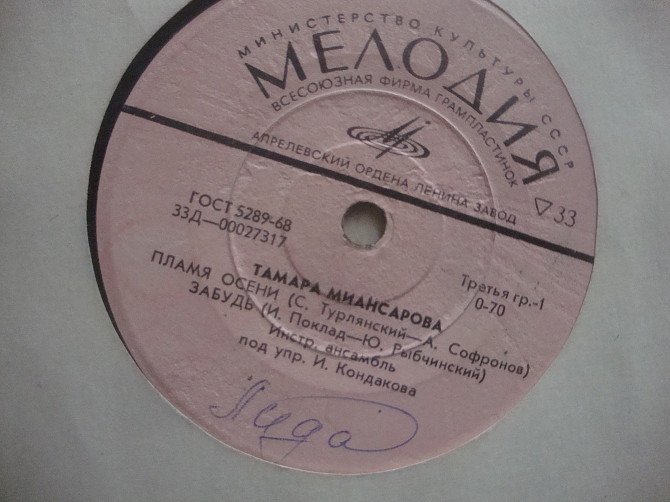 МИНИСТЕРСТВО КУЛЬТУРЫ СССР
МЕЛОДИЯ
ВСЕСОЮЗНАЯ ФИРМА ГРАМПЛАСТИНОК
АПРЕЛЕВСКИЙ ОРДЕНА ЛЕНИНА ЗАВОД
33
ГОСТ 5289-68
33Д—00027317
Третья гр.-1
0-70
ТАМАРА МИАНСАРОВА
ПЛАМЯ ОСЕНИ (С. Турлянский—А. Софронов)
ЗАБУДЬ (И. Поклад—Ю. Рыбчинский)
Инстр. ансамбль
под упр. И. Кондакова
Лида